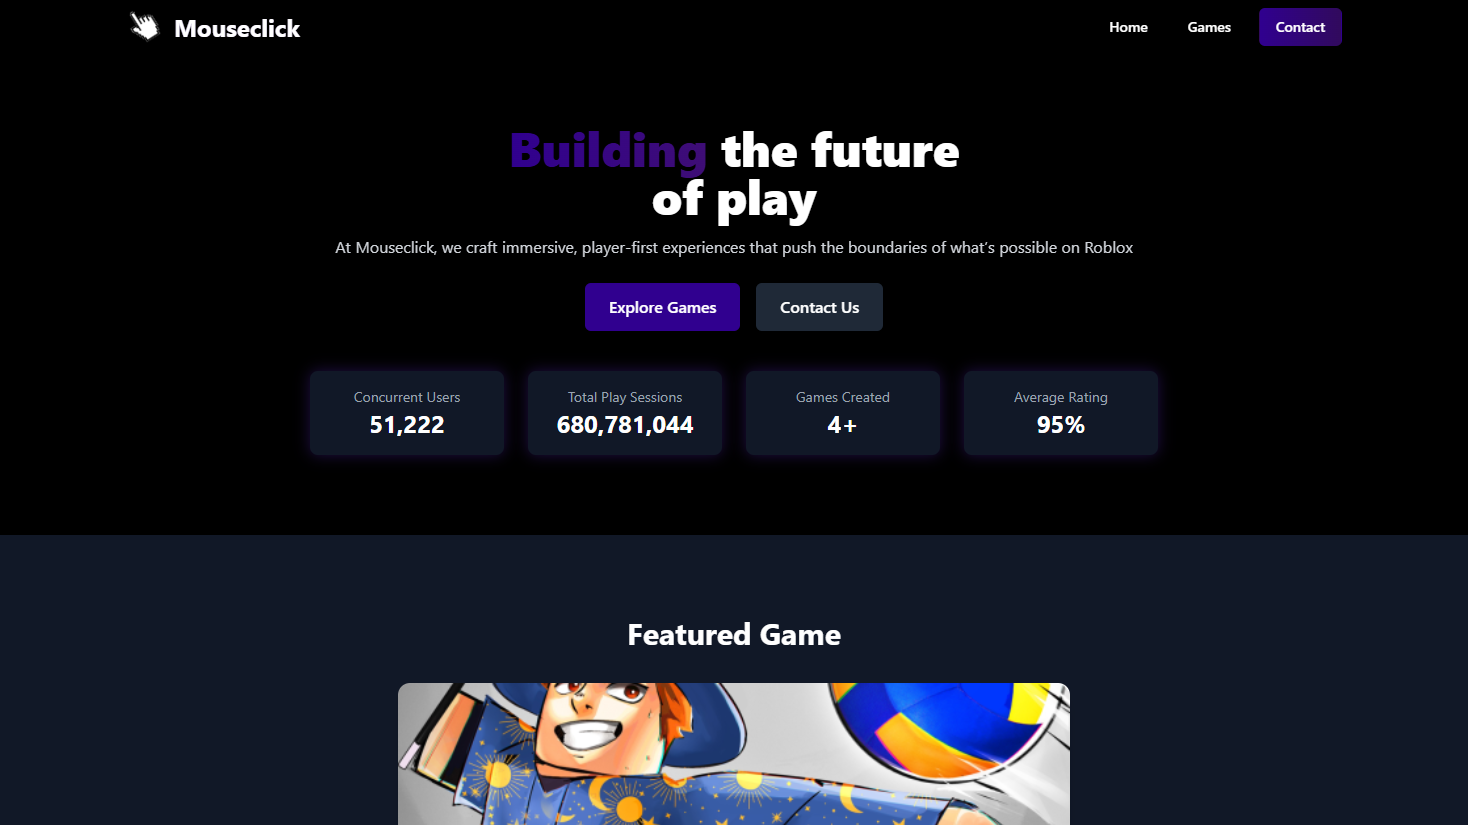 Mouseclick
Home
Games
Contact
Building the future
of play
At Mouseclick, we craft immersive, player-first experiences that push the boundaries of what’s possible on Roblox
Explore Games
Contact Us
Concurrent Users
51,222
Total Play Sessions
680,781,044
Games Created
4+
Average Rating
95%
Featured Game